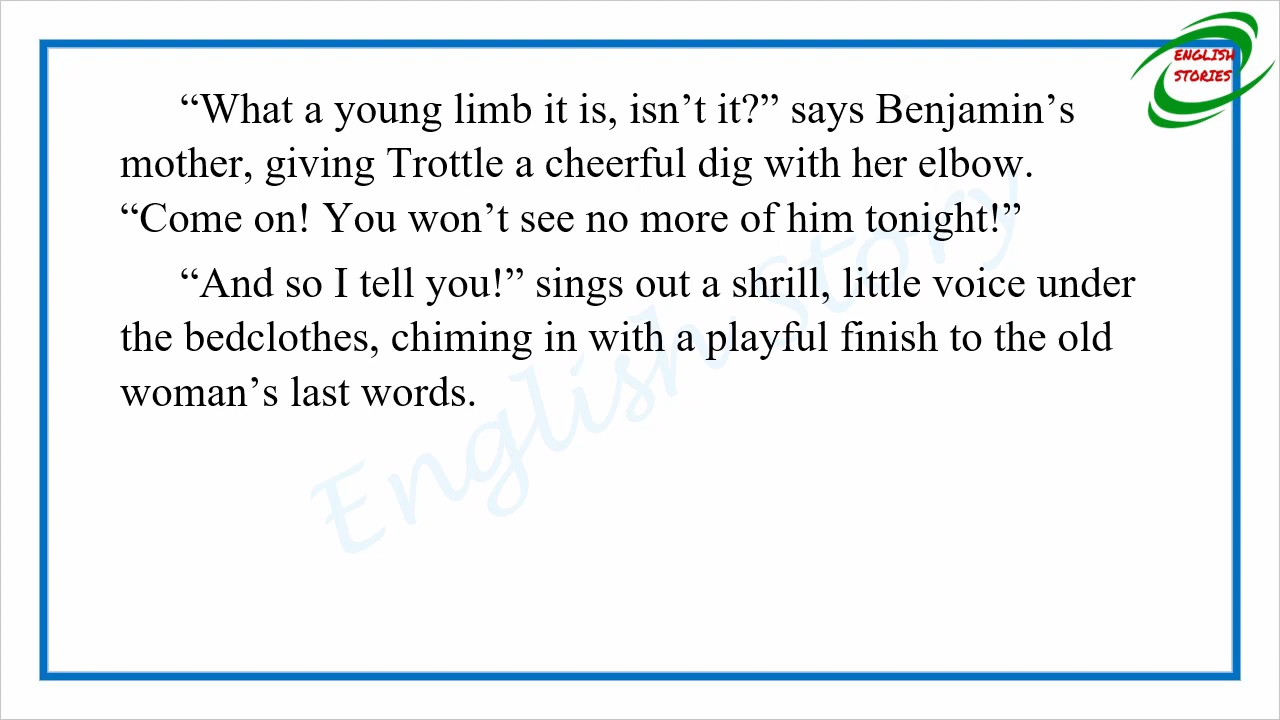 ENGLISH
STORIES
“What a young limb it is, isn’t it?” says Benjamin’s
mother, giving Trottle a cheerful dig with her elbow.
“Come on! You won’t see no more of him tonight!”
“And so I tell you!” sings out a shrill, little voice under
the bedclothes, chiming in with a playful finish to the old
woman’s last words.
English Story